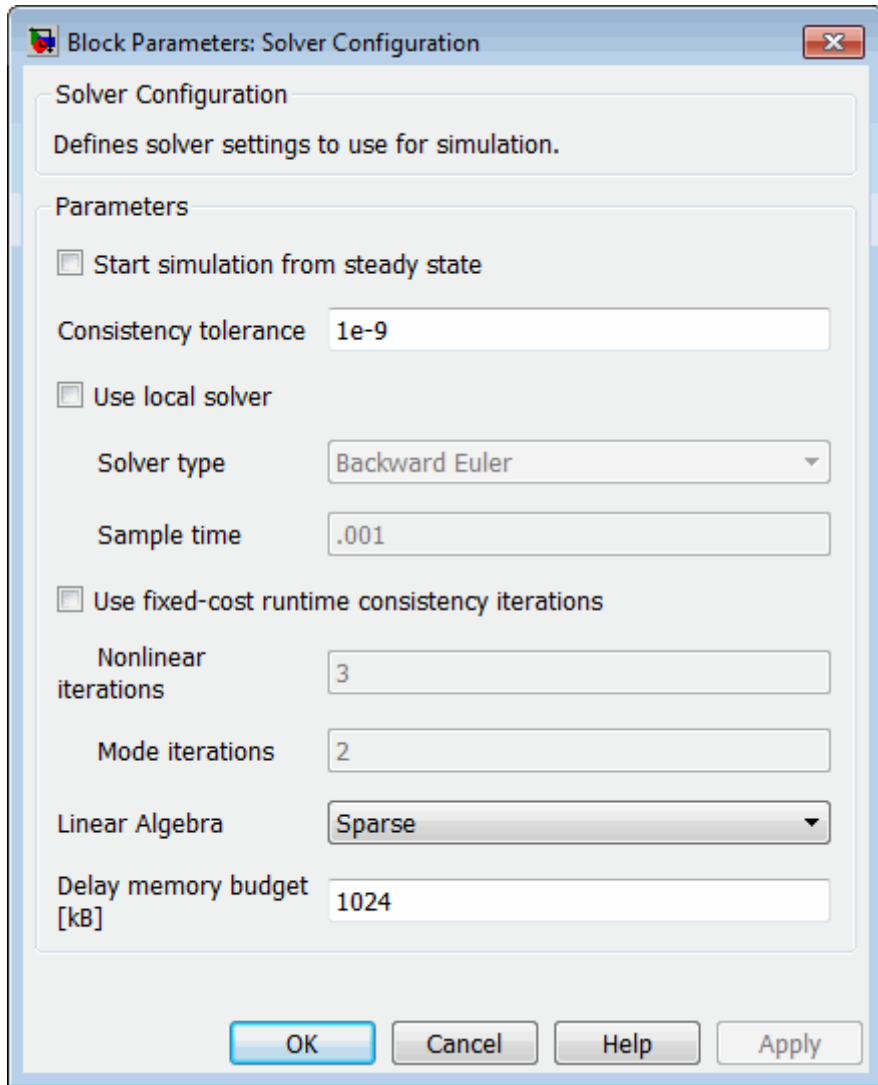 Block Parameters: Solver Configuration
Solver Configuration
Defines solver settings to use for simulation.
Parameters
Start simulation from steady state
Consistency tolerance 1e-9
Use local solver
Solver type Backward Euler
Sample time .001
Use fixed-cost runtime consistency iterations
Nonlinear
iterations 3
Mode iterations 2
Linear Algebra Sparse
Delay memory budget
[kB] 1024
OK Cancel Help Apply